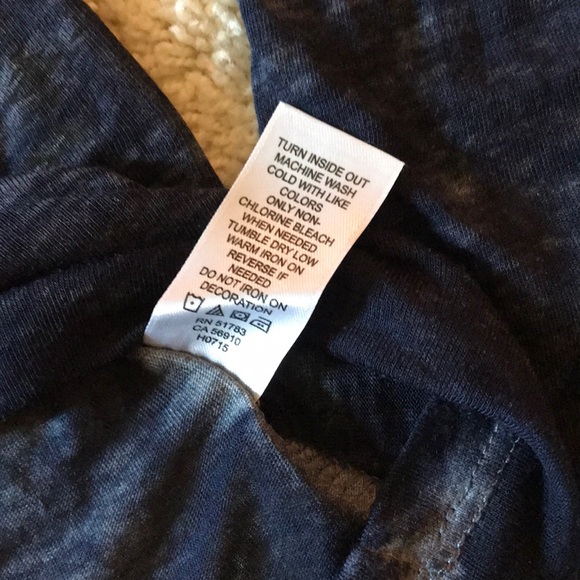 TURN INSIDE OUT
MACHINE WASH
COLD WITH LIKE
COLORS
ONLY NON-
CHLORINE BLEACH
WHEN NEEDED
TUMBLE DRY LOW
WARM IRON ON
REVERSE IF
NEEDED
DO NOT IRON ON
DECORATION
RN 51783
CA 56910
H0715